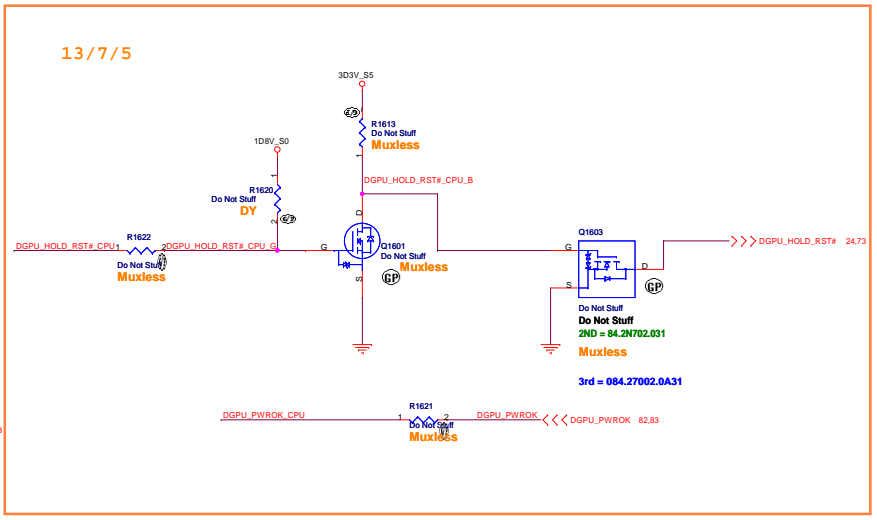 13/7/5
3D3V_S5
R1613
Do Not Stuff
Muxless
1
1D8V_S0
1
R1620
Do Not Stuff
DY
2
DGPU_HOLD_RST#_CPU_B
D
Q1603
DGPU_HOLD_RST#_CPU 1
R1622
2 DGPU_HOLD_RST#_CPU_G
Do Not Stuff
Muxless
G
Q1601
Do Not Stuff
Muxless
GP
S
G
D
S
GP
DGPU_HOLD_RST# 24,73
Do Not Stuff
Do Not Stuff
2ND = 84.2N702.031
Muxless
3rd = 084.27002.0A31
DGPU_PWROK_CPU
1
R1621
2
Do Not Stuff
Muxless
DGPU_PWROK
DGPU_PWROK 82,83